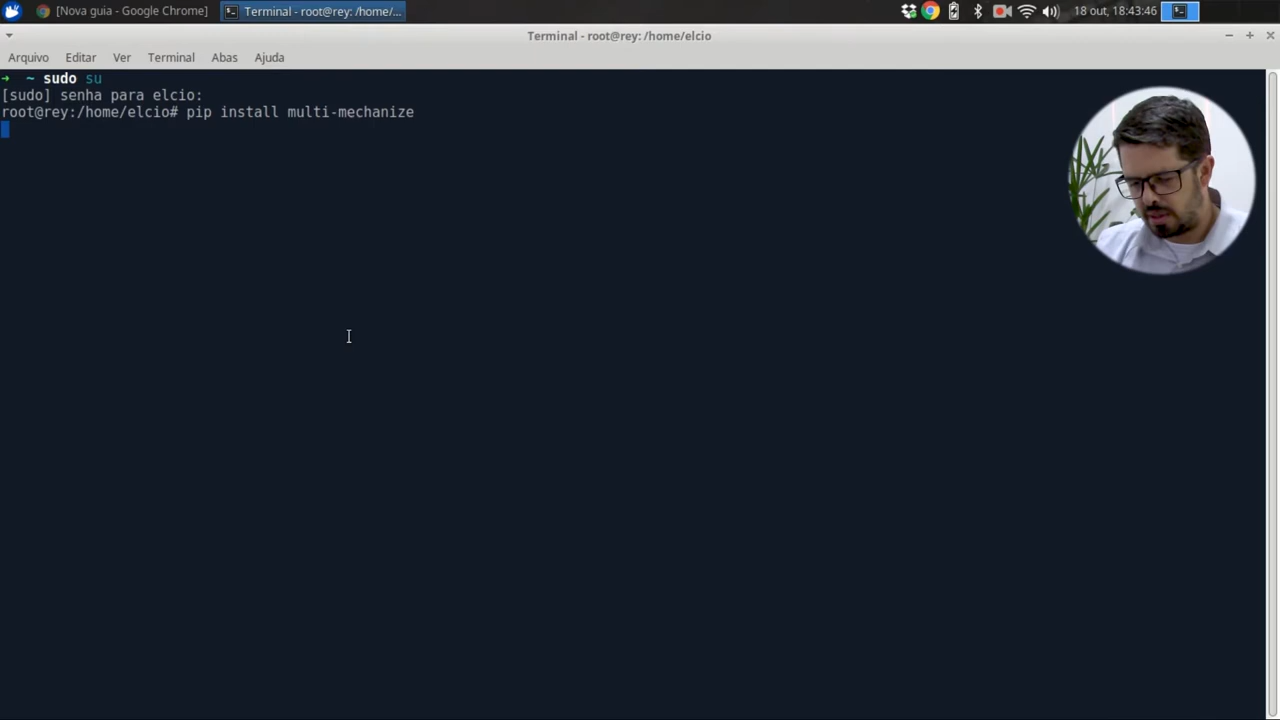 [Nova guia - Google Chrome]
Terminal - root@rey: /home/...
18 out, 18:43:46
Terminal - root@rey: /home/elcio
Arquivo Editar Ver Terminal Abas Ajuda
➜ ~ sudo su
[sudo] senha para elcio:
root@rey:/home/elcio# pip install multi-mechanize